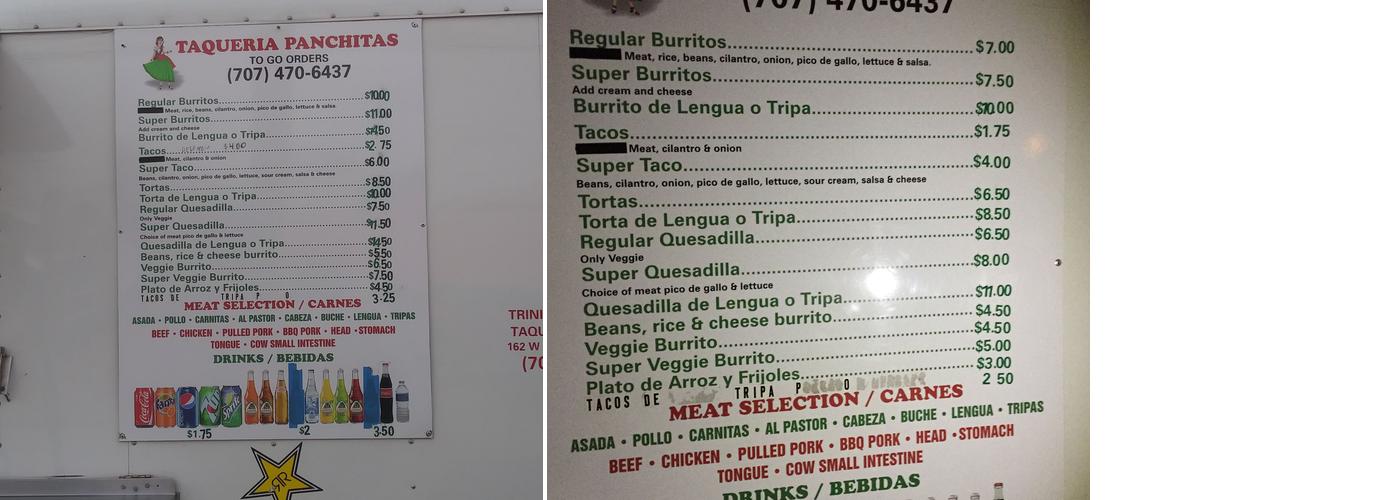 TAQUERIA PANCHITAS
TO GO ORDERS
(707) 470-6437
Regular Burritos $10.00
Meat, rice, beans, cilantro, onion, pico de gallo, lettuce & salsa
Super Burritos $11.00
Add cream and cheese
Burrito de Lengua o Tripa
Tacos $4.00 $2.75
Meat, cilantro & onion
Super Taco $6.00
Beans, cilantro, onion, pico de gallo, lettuce, sour cream, salsa & cheese
Tortas $8.50
Torta de Lengua o Tripa $10.00
Regular Quesadilla $7.50
Only Veggie
Super Quesadilla $11.50
Choice of meat pico de gallo & lettuce
Quesadilla de Lengua o Tripa
Beans, rice & cheese burrito $5.50
Veggie Burrito $6.50
Super Veggie Burrito $7.50
Plato de Arroz y Frijoles $4.50
TACOS DE TRIPA P O 3.25
MEAT SELECTION / CARNES
ASADA • POLLO • CARNITAS • AL PASTOR • CABEZA • BUCHE • LENGUA • TRIPAS
BEEF • CHICKEN • PULLED PORK • BBQ PORK • HEAD • STOMACH
TONGUE • COW SMALL INTESTINE
DRINKS / BEBIDAS
Coca-Cola Fanta pepsi 7up Sprite
$1.75 $2 3.50
TRIN
TAQU
162 W
(70
(707) 470-6437
Regular Burritos $7.00
Meat, rice, beans, cilantro, onion, pico de gallo, lettuce & salsa.
Super Burritos $7.50
Add cream and cheese
Burrito de Lengua o Tripa $10.00
Tacos $1.75
Meat, cilantro & onion
Super Taco $4.00
Beans, cilantro, onion, pico de gallo, lettuce, sour cream, salsa & cheese
Tortas $6.50
Torta de Lengua o Tripa $8.50
Regular Quesadilla $6.50
Only Veggie
Super Quesadilla $8.00
Choice of meat pico de gallo & lettuce
Quesadilla de Lengua o Tripa $11.00
Beans, rice & cheese burrito $4.50
Veggie Burrito $4.50
Super Veggie Burrito $5.00
Plato de Arroz y Frijoles $3.00
TACOS DE TRIPA P O 2 50
MEAT SELECTION / CARNES
ASADA • POLLO • CARNITAS • AL PASTOR • CABEZA • BUCHE • LENGUA • TRIPAS
BEEF • CHICKEN • PULLED PORK • BBQ PORK • HEAD • STOMACH
TONGUE • COW SMALL INTESTINE
DRINKS / BEBIDAS